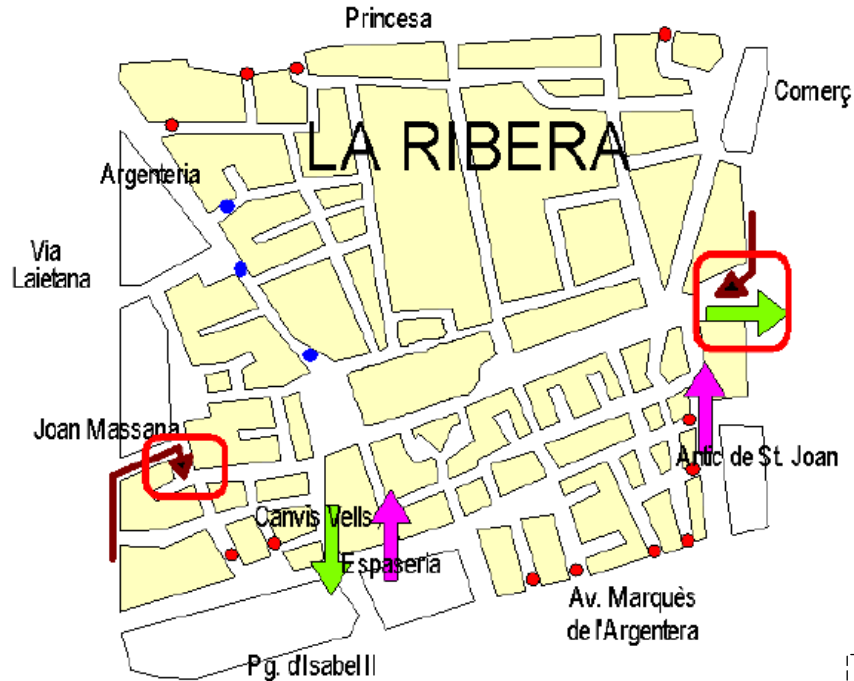 Princesa
Comerç
LA RIBERA
Argenteria
Via
Laietana
Joan Massana
Antic de St. Joan
Canvis Vells
Espaseria
Av. Marquès
de l'Argentera
Pg. d'Isabel II